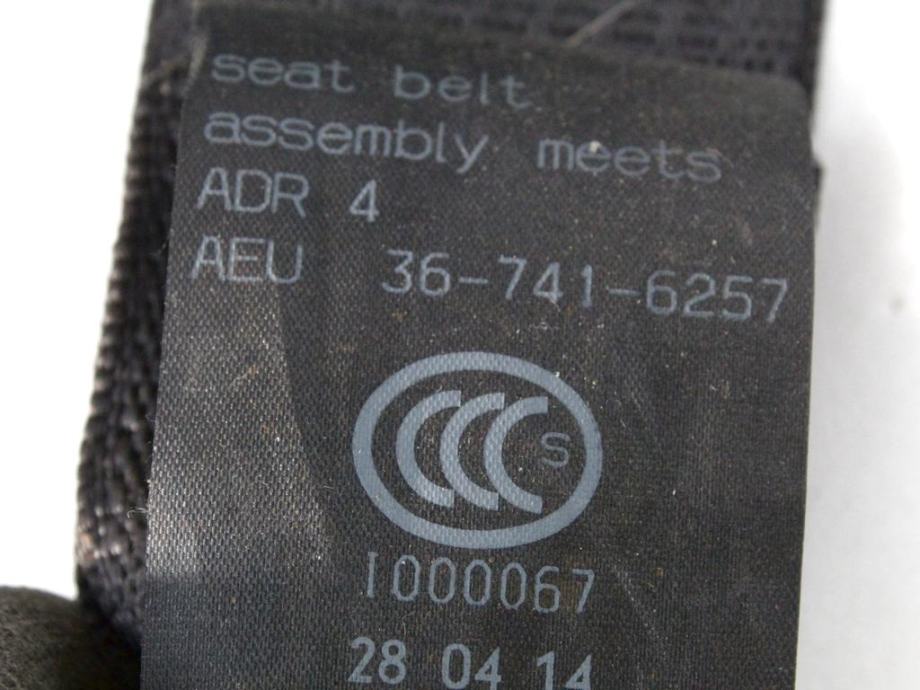 seat belt
assembly meets
ADR 4
AEU 36-741-6257
CCC S
I000067
28 04 14